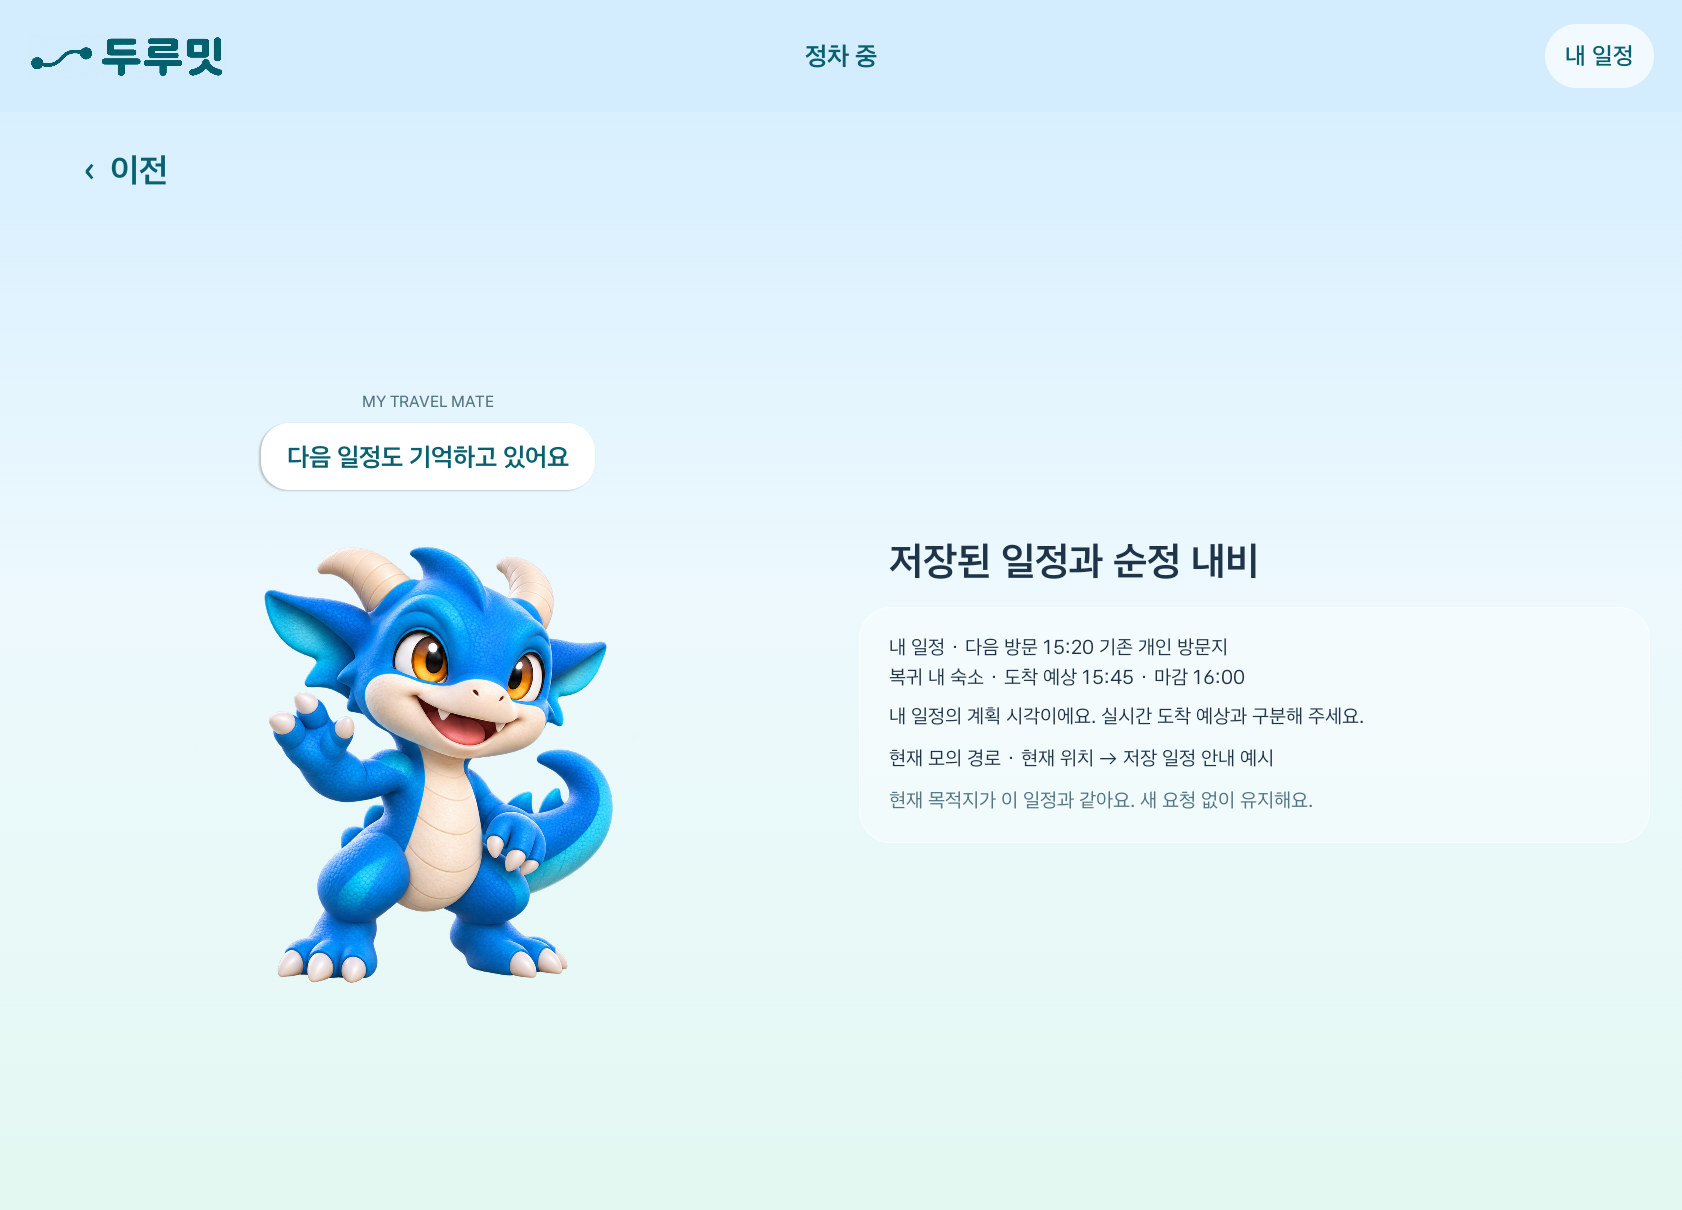 두루밋
정차 중
내 일정
‹ 이전
MY TRAVEL MATE
다음 일정도 기억하고 있어요
저장된 일정과 순정 내비
내 일정 · 다음 방문 15:20 기존 개인 방문지
복귀 내 숙소 · 도착 예상 15:45 · 마감 16:00
내 일정의 계획 시각이에요. 실시간 도착 예상과 구분해 주세요.
현재 모의 경로 · 현재 위치 → 저장 일정 안내 예시
현재 목적지가 이 일정과 같아요. 새 요청 없이 유지해요.